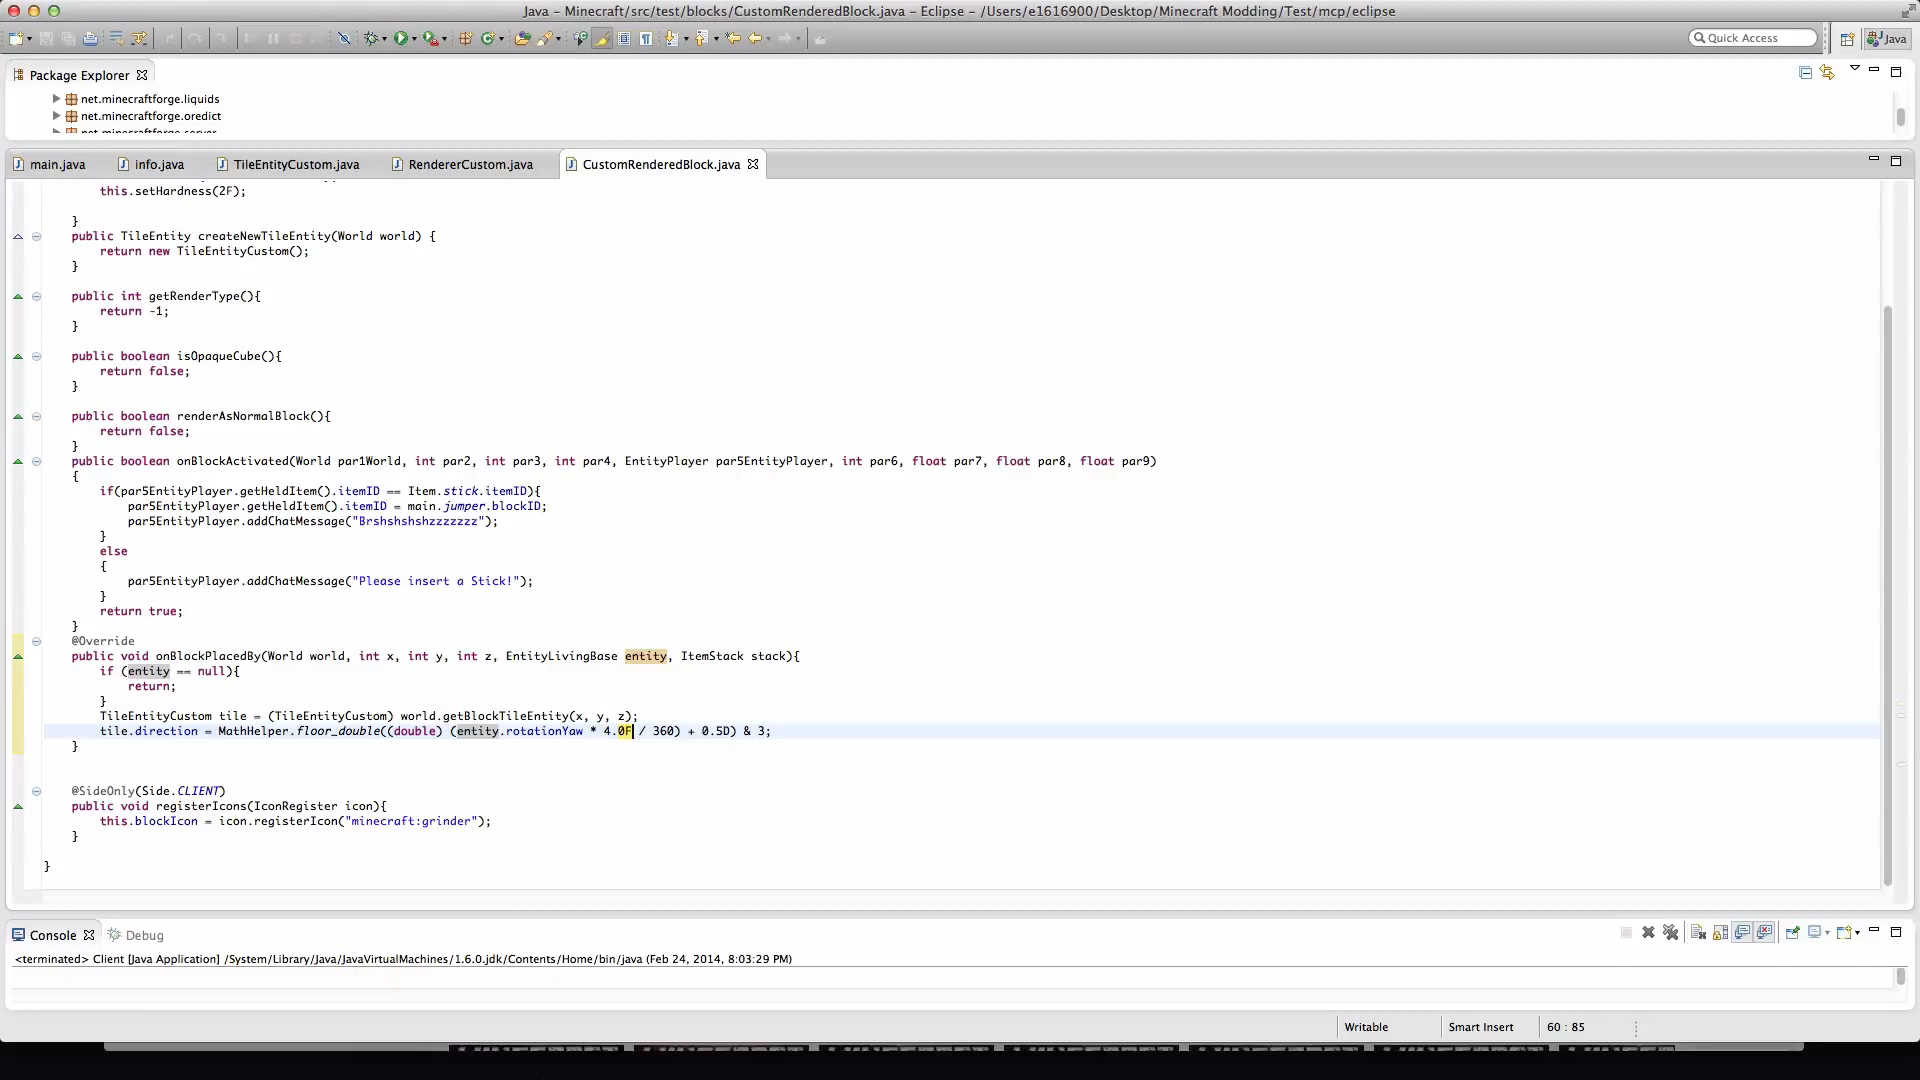 Java - Minecraft/src/test/blocks/CustomRenderedBlock.java - Eclipse - /Users/e1616900/Desktop/Minecraft Modding/Test/mcp/eclipse
Quick Access
Java
Package Explorer
net.minecraftforge.liquids
net.minecraftforge.oredict
net.minecraftforge.server
main.java
info.java
TileEntityCustom.java
RendererCustom.java
CustomRenderedBlock.java
this.setHardness(2F);
}
public TileEntity createNewTileEntity(World world) {
return new TileEntityCustom();
}
public int getRenderType(){
return -1;
}
public boolean isOpaqueCube(){
return false;
}
public boolean renderAsNormalBlock(){
return false;
}
public boolean onBlockActivated(World par1World, int par2, int par3, int par4, EntityPlayer par5EntityPlayer, int par6, float par7, float par8, float par9)
{
if(par5EntityPlayer.getHeldItem().itemID == Item.stick.itemID){
par5EntityPlayer.getHeldItem().itemID = main.jumper.blockID;
par5EntityPlayer.addChatMessage("Brshshshshzzzzzzz");
}
else
{
par5EntityPlayer.addChatMessage("Please insert a Stick!");
}
return true;
}
@Override
public void onBlockPlacedBy(World world, int x, int y, int z, EntityLivingBase entity, ItemStack stack){
if (entity == null){
return;
}
TileEntityCustom tile = (TileEntityCustom) world.getBlockTileEntity(x, y, z);
tile.direction = MathHelper.floor_double((double) (entity.rotationYaw * 4.0F / 360) + 0.5D) & 3;
}
@SideOnly(Side.CLIENT)
public void registerIcons(IconRegister icon){
this.blockIcon = icon.registerIcon("minecraft:grinder");
}
}
Console
Debug
<terminated> Client [Java Application] /System/Library/Java/JavaVirtualMachines/1.6.0.jdk/Contents/Home/bin/java (Feb 24, 2014, 8:03:29 PM)
Writable
Smart Insert
60 : 85